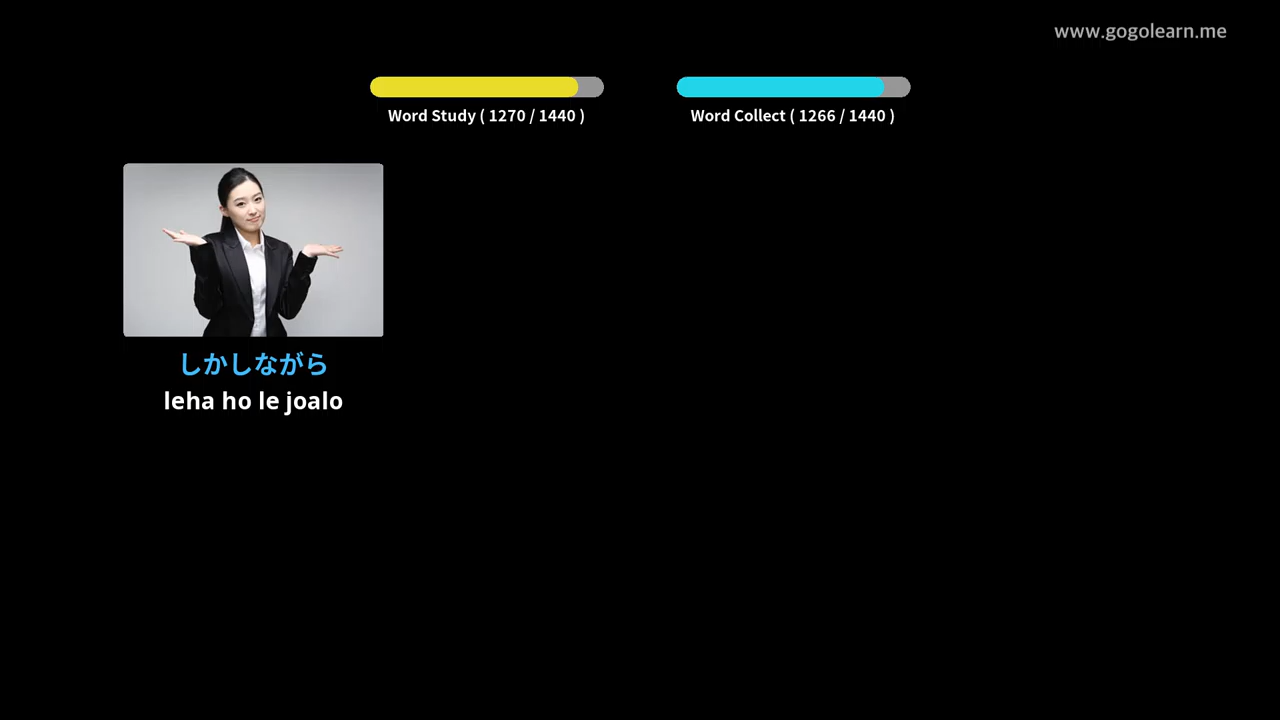 www.gogolearn.me
Word Study ( 1270 / 1440 )
Word Collect ( 1266 / 1440 )
しかしながら
leha ho le joalo